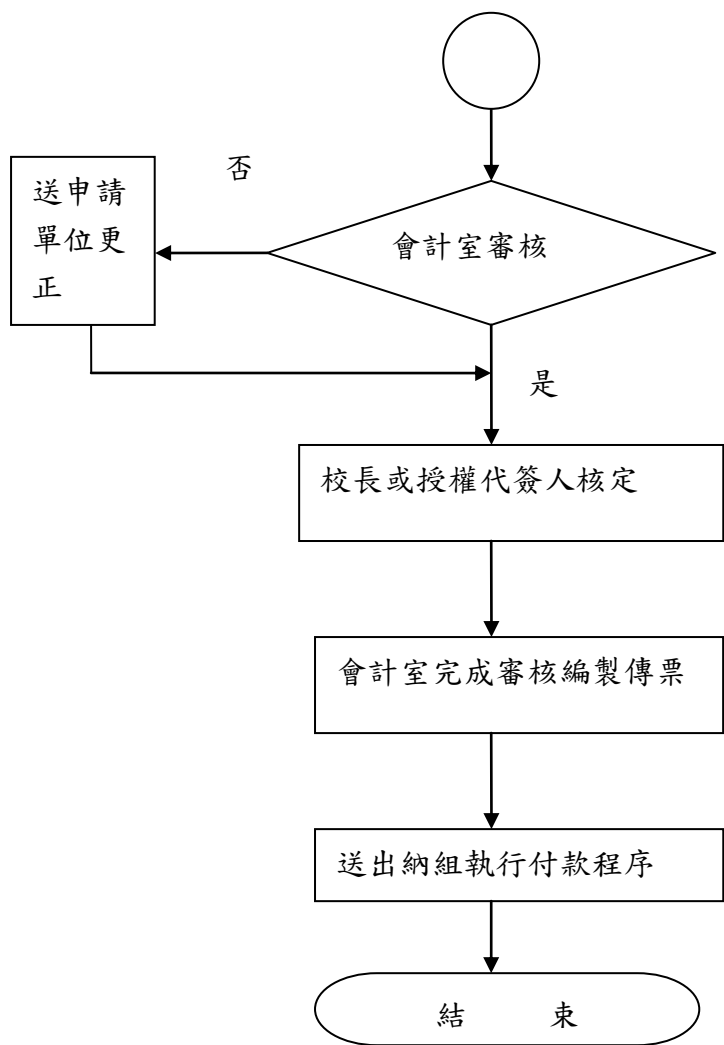 否
送申請
單位更
正
會計室審核
是
校長或授權代簽人核定
會計室完成審核編製傳票
送出納組執行付款程序
結 束